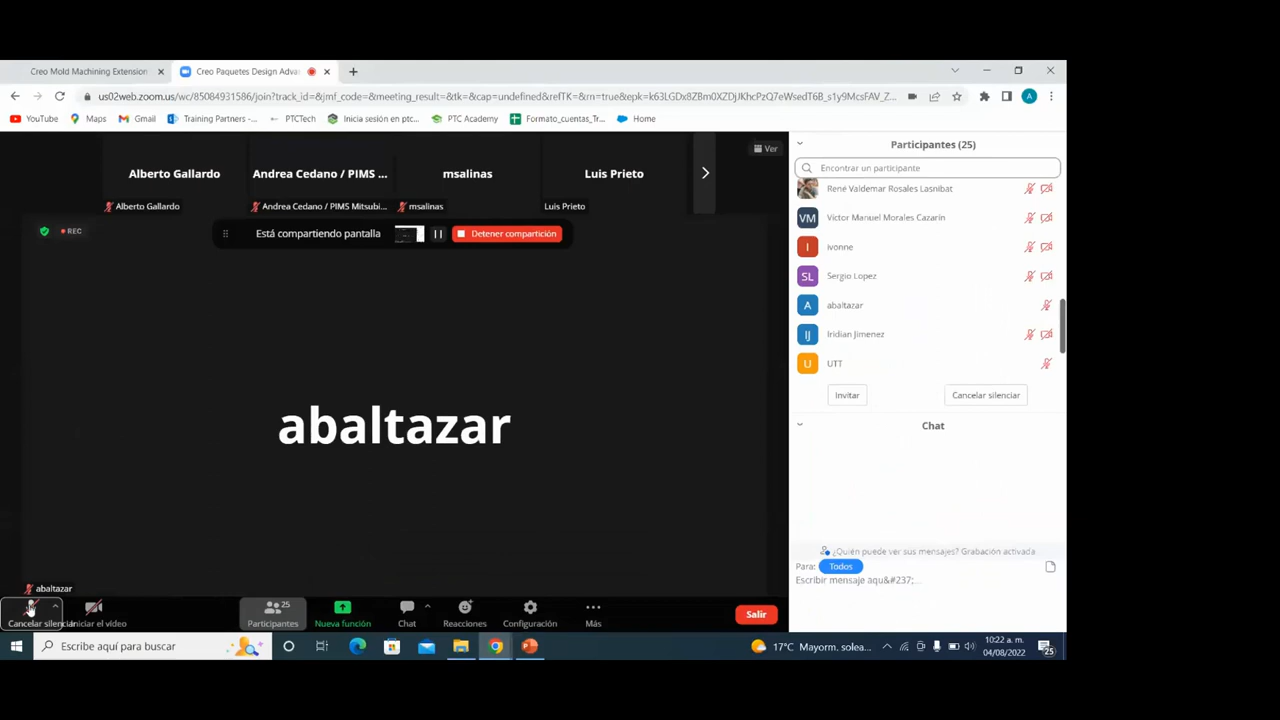 Creo Mold Machining Extension
Creo Paquetes Design Adva
us02web.zoom.us/wc/85084931586/join?track_id=&jmf_code=&meeting_result=&tk=&cap=undefined&refTK=&rn=true&epk=k63LGDx8ZBm0XZDjJKhcPzQ7eWsedT6B_s1y9McsFAV_Z...
YouTube Maps Gmail Training Partners -... PTCTech Inicia sesión en ptc... PTC Academy Formato_cuentas_Tr... Home
Ver
Alberto Gallardo Andrea Cedano / PIMS ... msalinas Luis Prieto
Alberto Gallardo Andrea Cedano / PIMS Mitsubi... msalinas Luis Prieto
REC
Está compartiendo pantalla Detener compartición
abaltazar
abaltazar
Cancelar silenciar Iniciar el vídeo
25
Participantes Nueva función Chat Reacciones Configuración Más Salir
Participantes (25)
Encontrar un participante
René Valdemar Rosales Lasnibat
VM Víctor Manuel Morales Cazarín
I ivonne
SL Sergio Lopez
A abaltazar
IJ Iridian Jimenez
U UTT
Invitar Cancelar silenciar
Chat
¿Quién puede ver sus mensajes? Grabación activada
Para: Todos
Escribir mensaje aqu&#237;...
Escribe aquí para buscar
17°C Mayorm. solea...
10:22 a. m.
04/08/2022
25